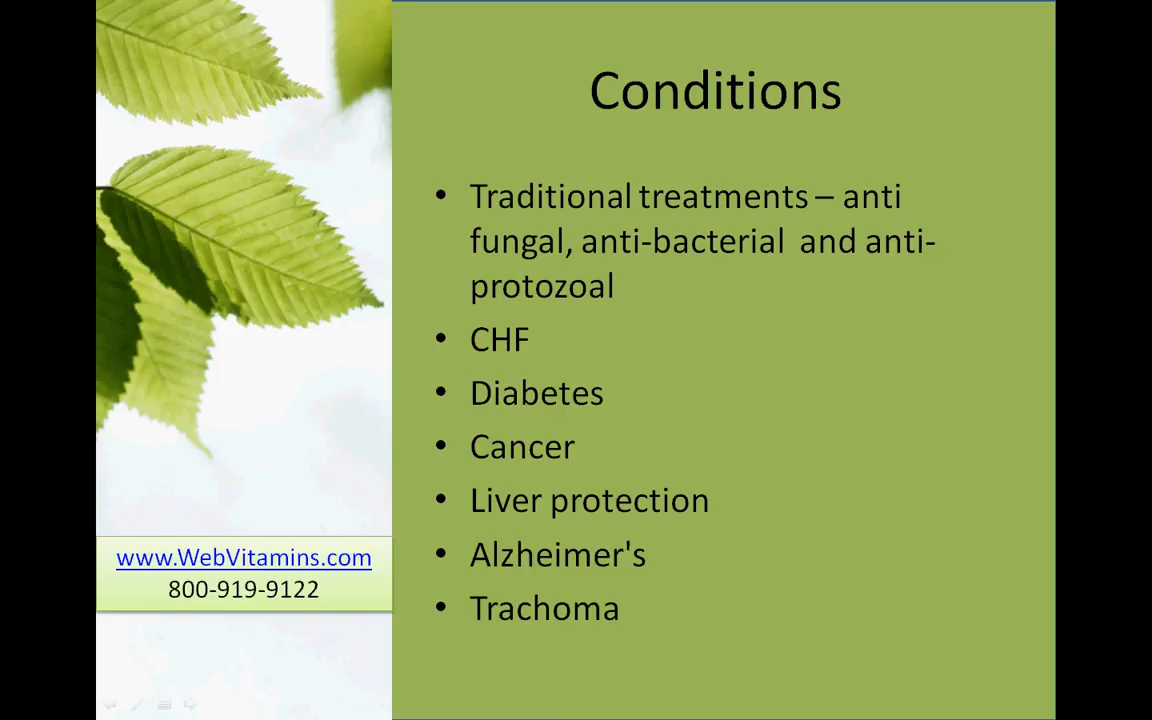 Conditions
• Traditional treatments – anti
fungal, anti-bacterial and anti-
protozoal
• CHF
• Diabetes
• Cancer
• Liver protection
• Alzheimer's
• Trachoma
www.WebVitamins.com
800-919-9122